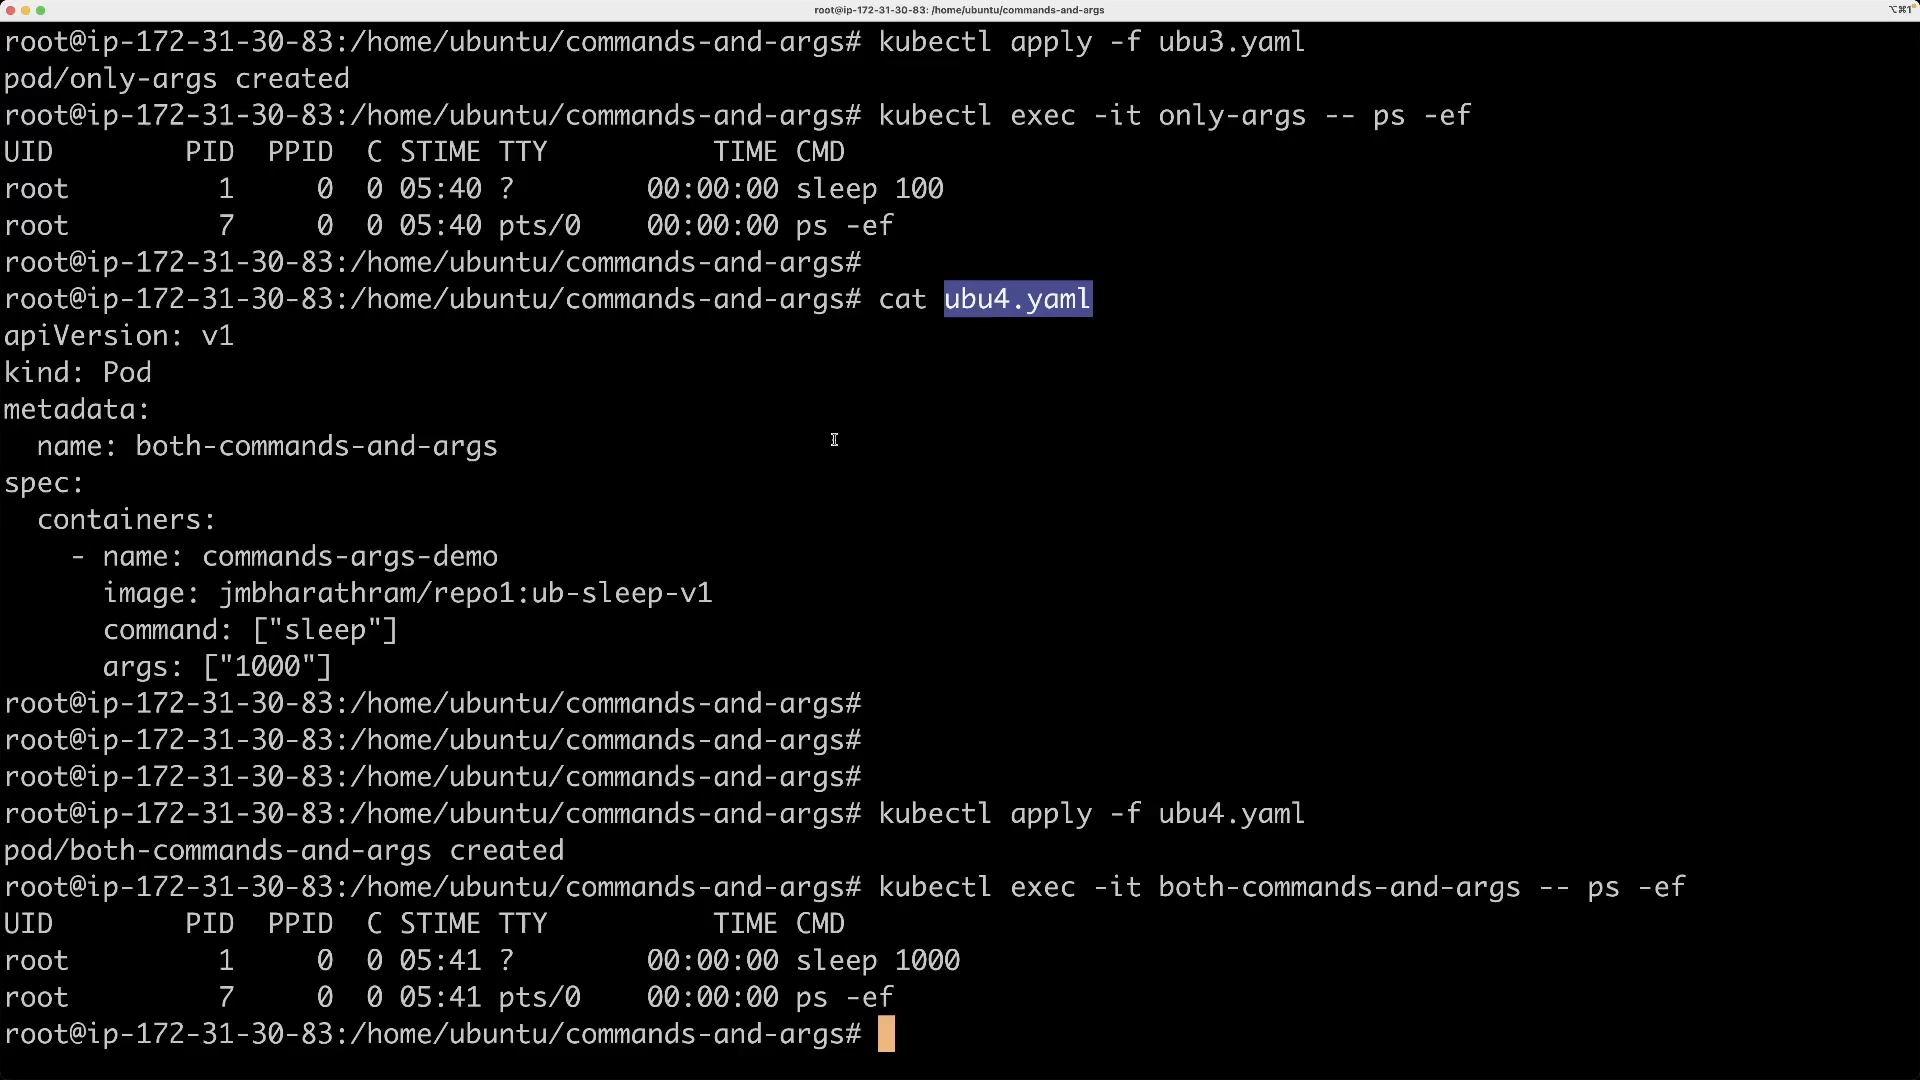 root@ip-172-31-30-83: /home/ubuntu/commands-and-args
⌥⌘1
root@ip-172-31-30-83:/home/ubuntu/commands-and-args# kubectl apply -f ubu3.yaml
pod/only-args created
root@ip-172-31-30-83:/home/ubuntu/commands-and-args# kubectl exec -it only-args -- ps -ef
UID        PID  PPID  C STIME TTY          TIME CMD
root         1     0  0 05:40 ?        00:00:00 sleep 100
root         7     0  0 05:40 pts/0    00:00:00 ps -ef
root@ip-172-31-30-83:/home/ubuntu/commands-and-args#
root@ip-172-31-30-83:/home/ubuntu/commands-and-args# cat ubu4.yaml
apiVersion: v1
kind: Pod
metadata:
  name: both-commands-and-args
spec:
  containers:
    - name: commands-args-demo
      image: jmbharathram/repo1:ub-sleep-v1
      command: ["sleep"]
      args: ["1000"]
root@ip-172-31-30-83:/home/ubuntu/commands-and-args#
root@ip-172-31-30-83:/home/ubuntu/commands-and-args#
root@ip-172-31-30-83:/home/ubuntu/commands-and-args#
root@ip-172-31-30-83:/home/ubuntu/commands-and-args# kubectl apply -f ubu4.yaml
pod/both-commands-and-args created
root@ip-172-31-30-83:/home/ubuntu/commands-and-args# kubectl exec -it both-commands-and-args -- ps -ef
UID        PID  PPID  C STIME TTY          TIME CMD
root         1     0  0 05:41 ?        00:00:00 sleep 1000
root         7     0  0 05:41 pts/0    00:00:00 ps -ef
root@ip-172-31-30-83:/home/ubuntu/commands-and-args#